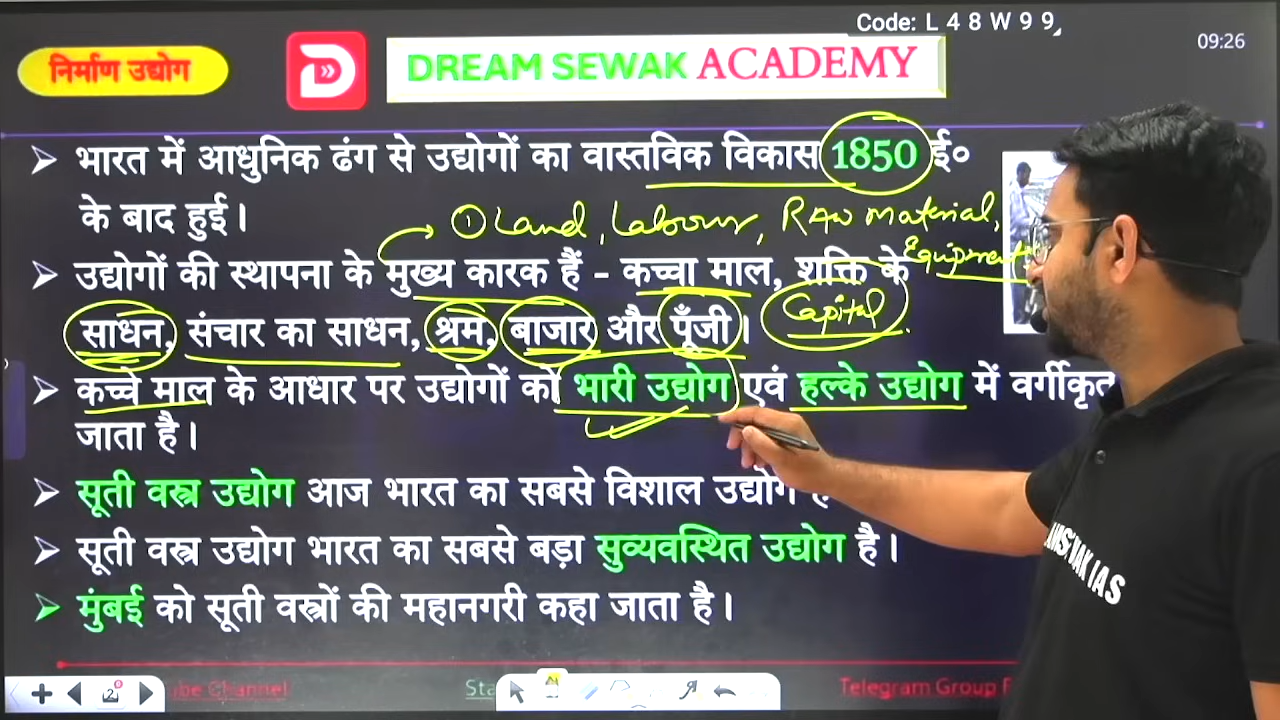 Code: L 4 8 W 9 9
09:26
निर्माण उद्योग
DREAM SEWAK ACADEMY
➤ भारत में आधुनिक ढंग से उद्योगों का वास्तविक विकास 1850 ई०
के बाद हुई।
① Land, Labour, Raw Material,
Equipment
➤ उद्योगों की स्थापना के मुख्य कारक हैं - कच्चा माल, शक्ति के
साधन, संचार का साधन, श्रम, बाजार और पूँजी। Capital
➤ कच्चे माल के आधार पर उद्योगों को भारी उद्योग एवं हल्के उद्योग में वर्गीकृत
जाता है।
➤ सूती वस्त्र उद्योग आज भारत का सबसे विशाल उद्योग
➤ सूती वस्त्र उद्योग भारत का सबसे बड़ा सुव्यवस्थित उद्योग है।
➤ मुंबई को सूती वस्त्रों की महानगरी कहा जाता है।
Channel
Telegram Group
IAS